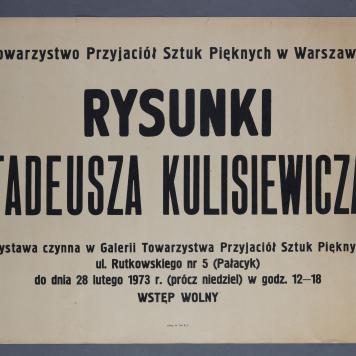 owarzystwo Przyjaciół Sztuk Pięknych w Warszaw
RYSUNKI
TADEUSZA KULISIEWICZA
ystawa czynna w Galerii Towarzystwa Przyjaciół Sztuk Piękny
ul. Rutkowskiego nr 5 (Pałacyk)
do dnia 28 lutego 1973 r. (prócz niedziel) w godz. 12—18
WSTĘP WOLNY